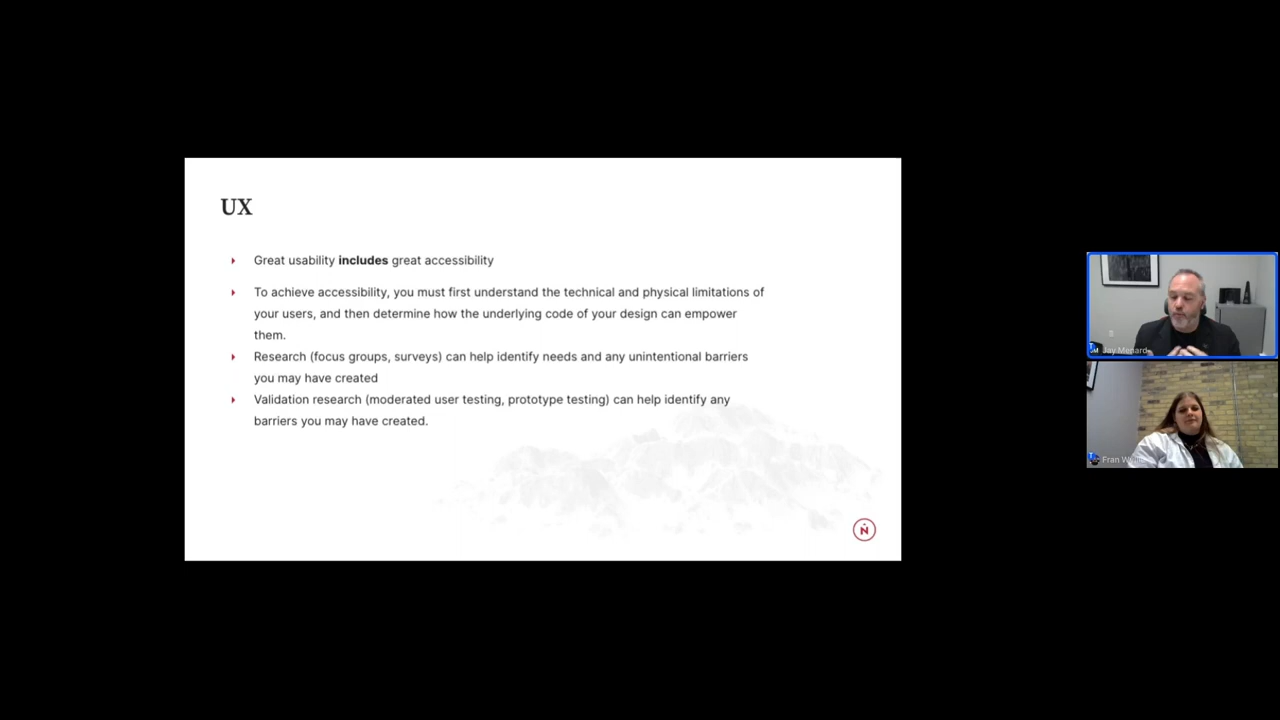 UX
Great usability includes great accessibility
To achieve accessibility, you must first understand the technical and physical limitations of
your users, and then determine how the underlying code of your design can empower
them.
Research (focus groups, surveys) can help identify needs and any unintentional barriers
you may have created
Validation research (moderated user testing, prototype testing) can help identify any
barriers you may have created.
Jay Menard
Fran